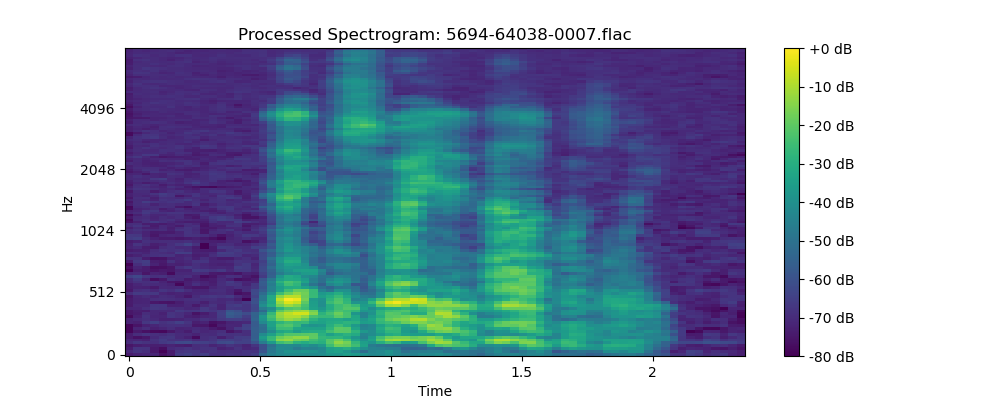 Processed Spectrogram: 5694-64038-0007.flac
Hz
4096
2048
1024
512
0
0
0.5
1
1.5
2
Time
+0 dB
-10 dB
-20 dB
-30 dB
-40 dB
-50 dB
-60 dB
-70 dB
-80 dB